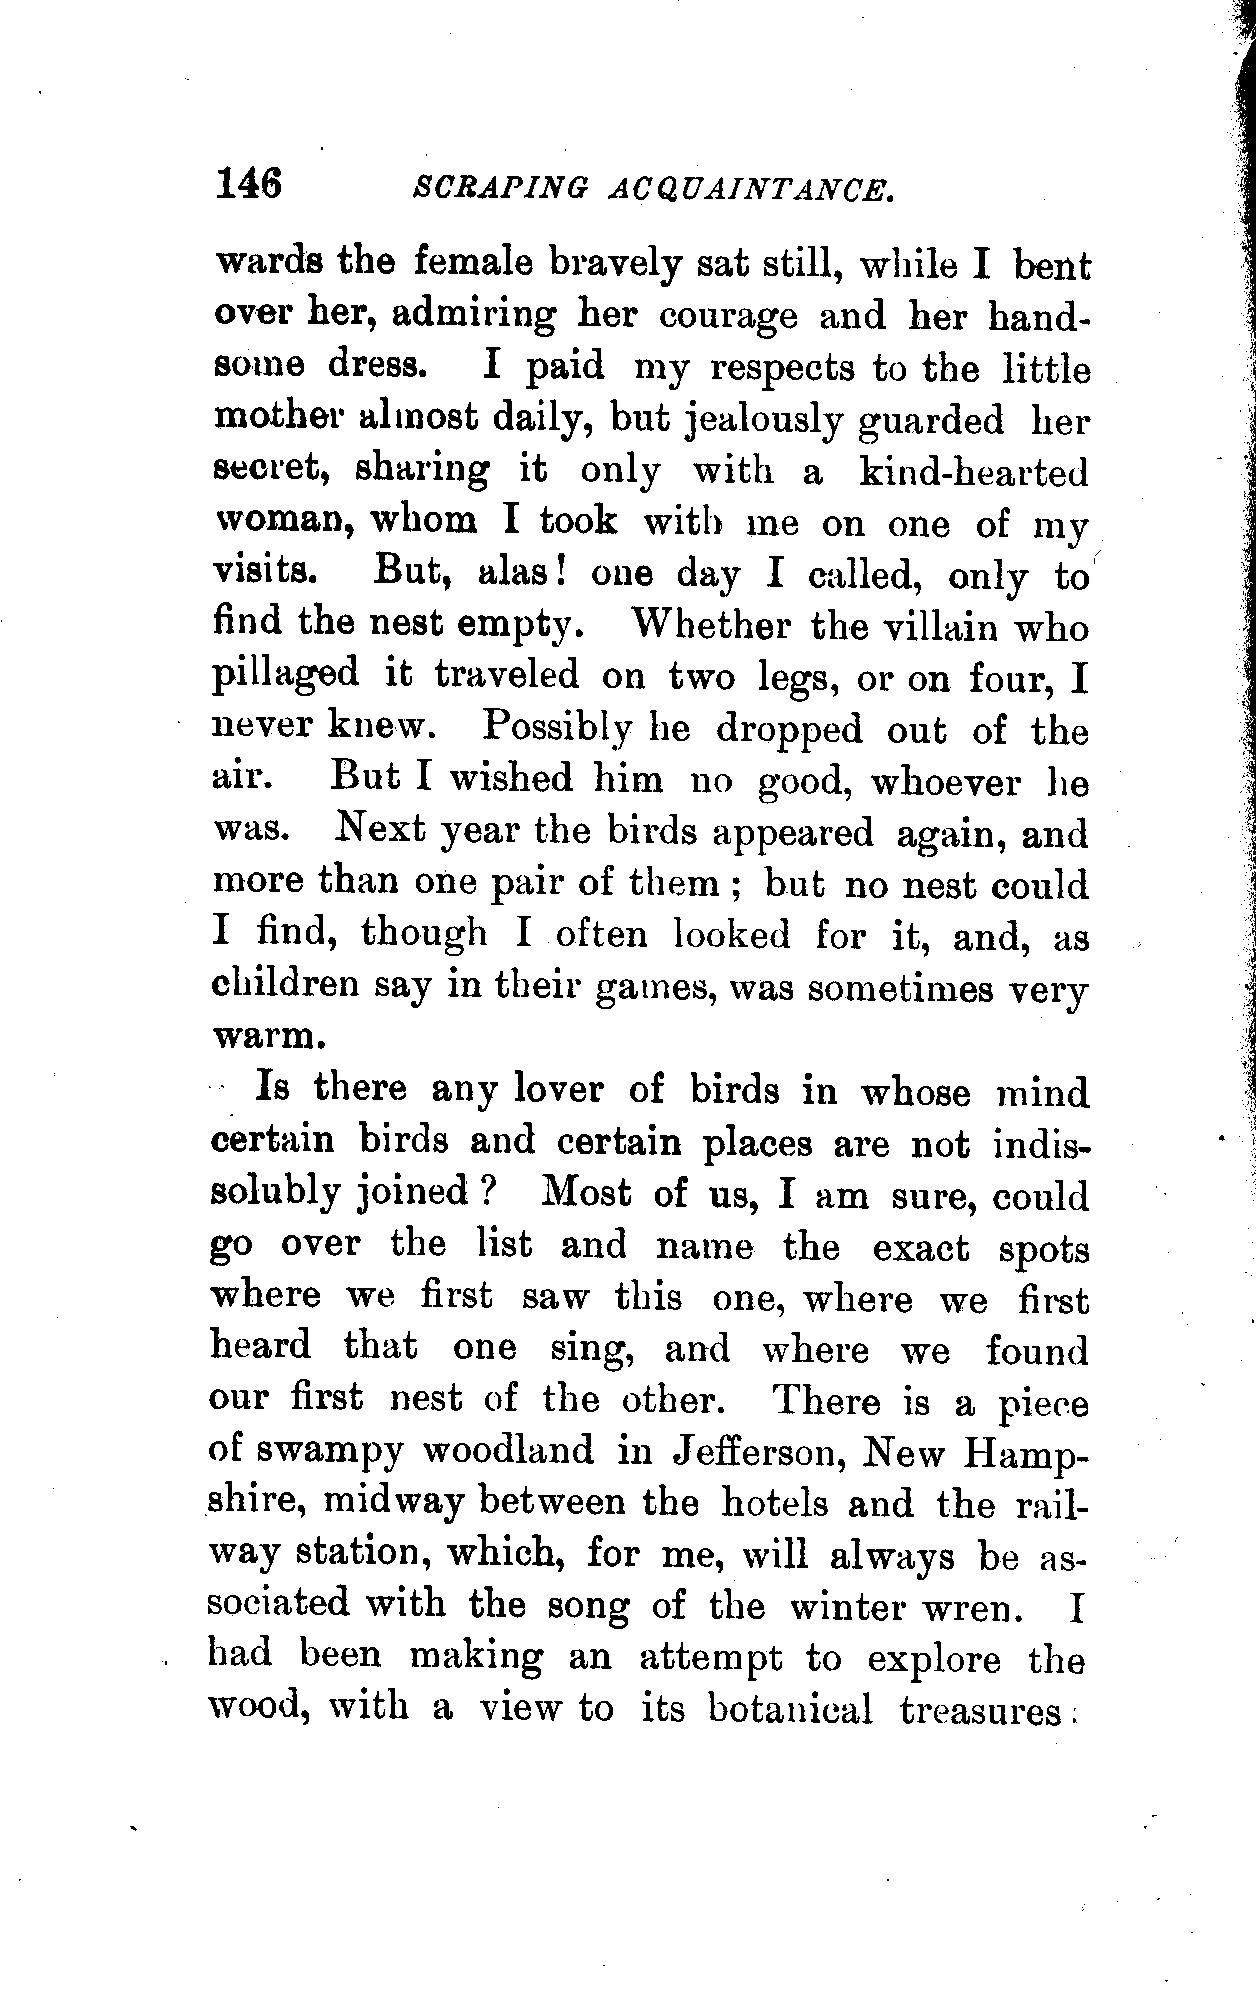 146 SCRAPING ACQUAINTANCE.
wards the female bravely sat still, while I bent
over her, admiring her courage and her hand-
some dress. I paid my respects to the little
mother almost daily, but jealously guarded her
secret, sharing it only with a kind-hearted
woman, whom I took with me on one of my
visits. But, alas! one day I called, only to
find the nest empty. Whether the villain who
pillaged it traveled on two legs, or on four, I
never knew. Possibly he dropped out of the
air. But I wished him no good, whoever he
was. Next year the birds appeared again, and
more than one pair of them; but no nest could
I find, though I often looked for it, and, as
children say in their games, was sometimes very
warm.
Is there any lover of birds in whose mind
certain birds and certain places are not indis-
solubly joined? Most of us, I am sure, could
go over the list and name the exact spots
where we first saw this one, where we first
heard that one sing, and where we found
our first nest of the other. There is a piece
of swampy woodland in Jefferson, New Hamp-
shire, midway between the hotels and the rail-
way station, which, for me, will always be as-
sociated with the song of the winter wren. I
had been making an attempt to explore the
wood, with a view to its botanical treasures;